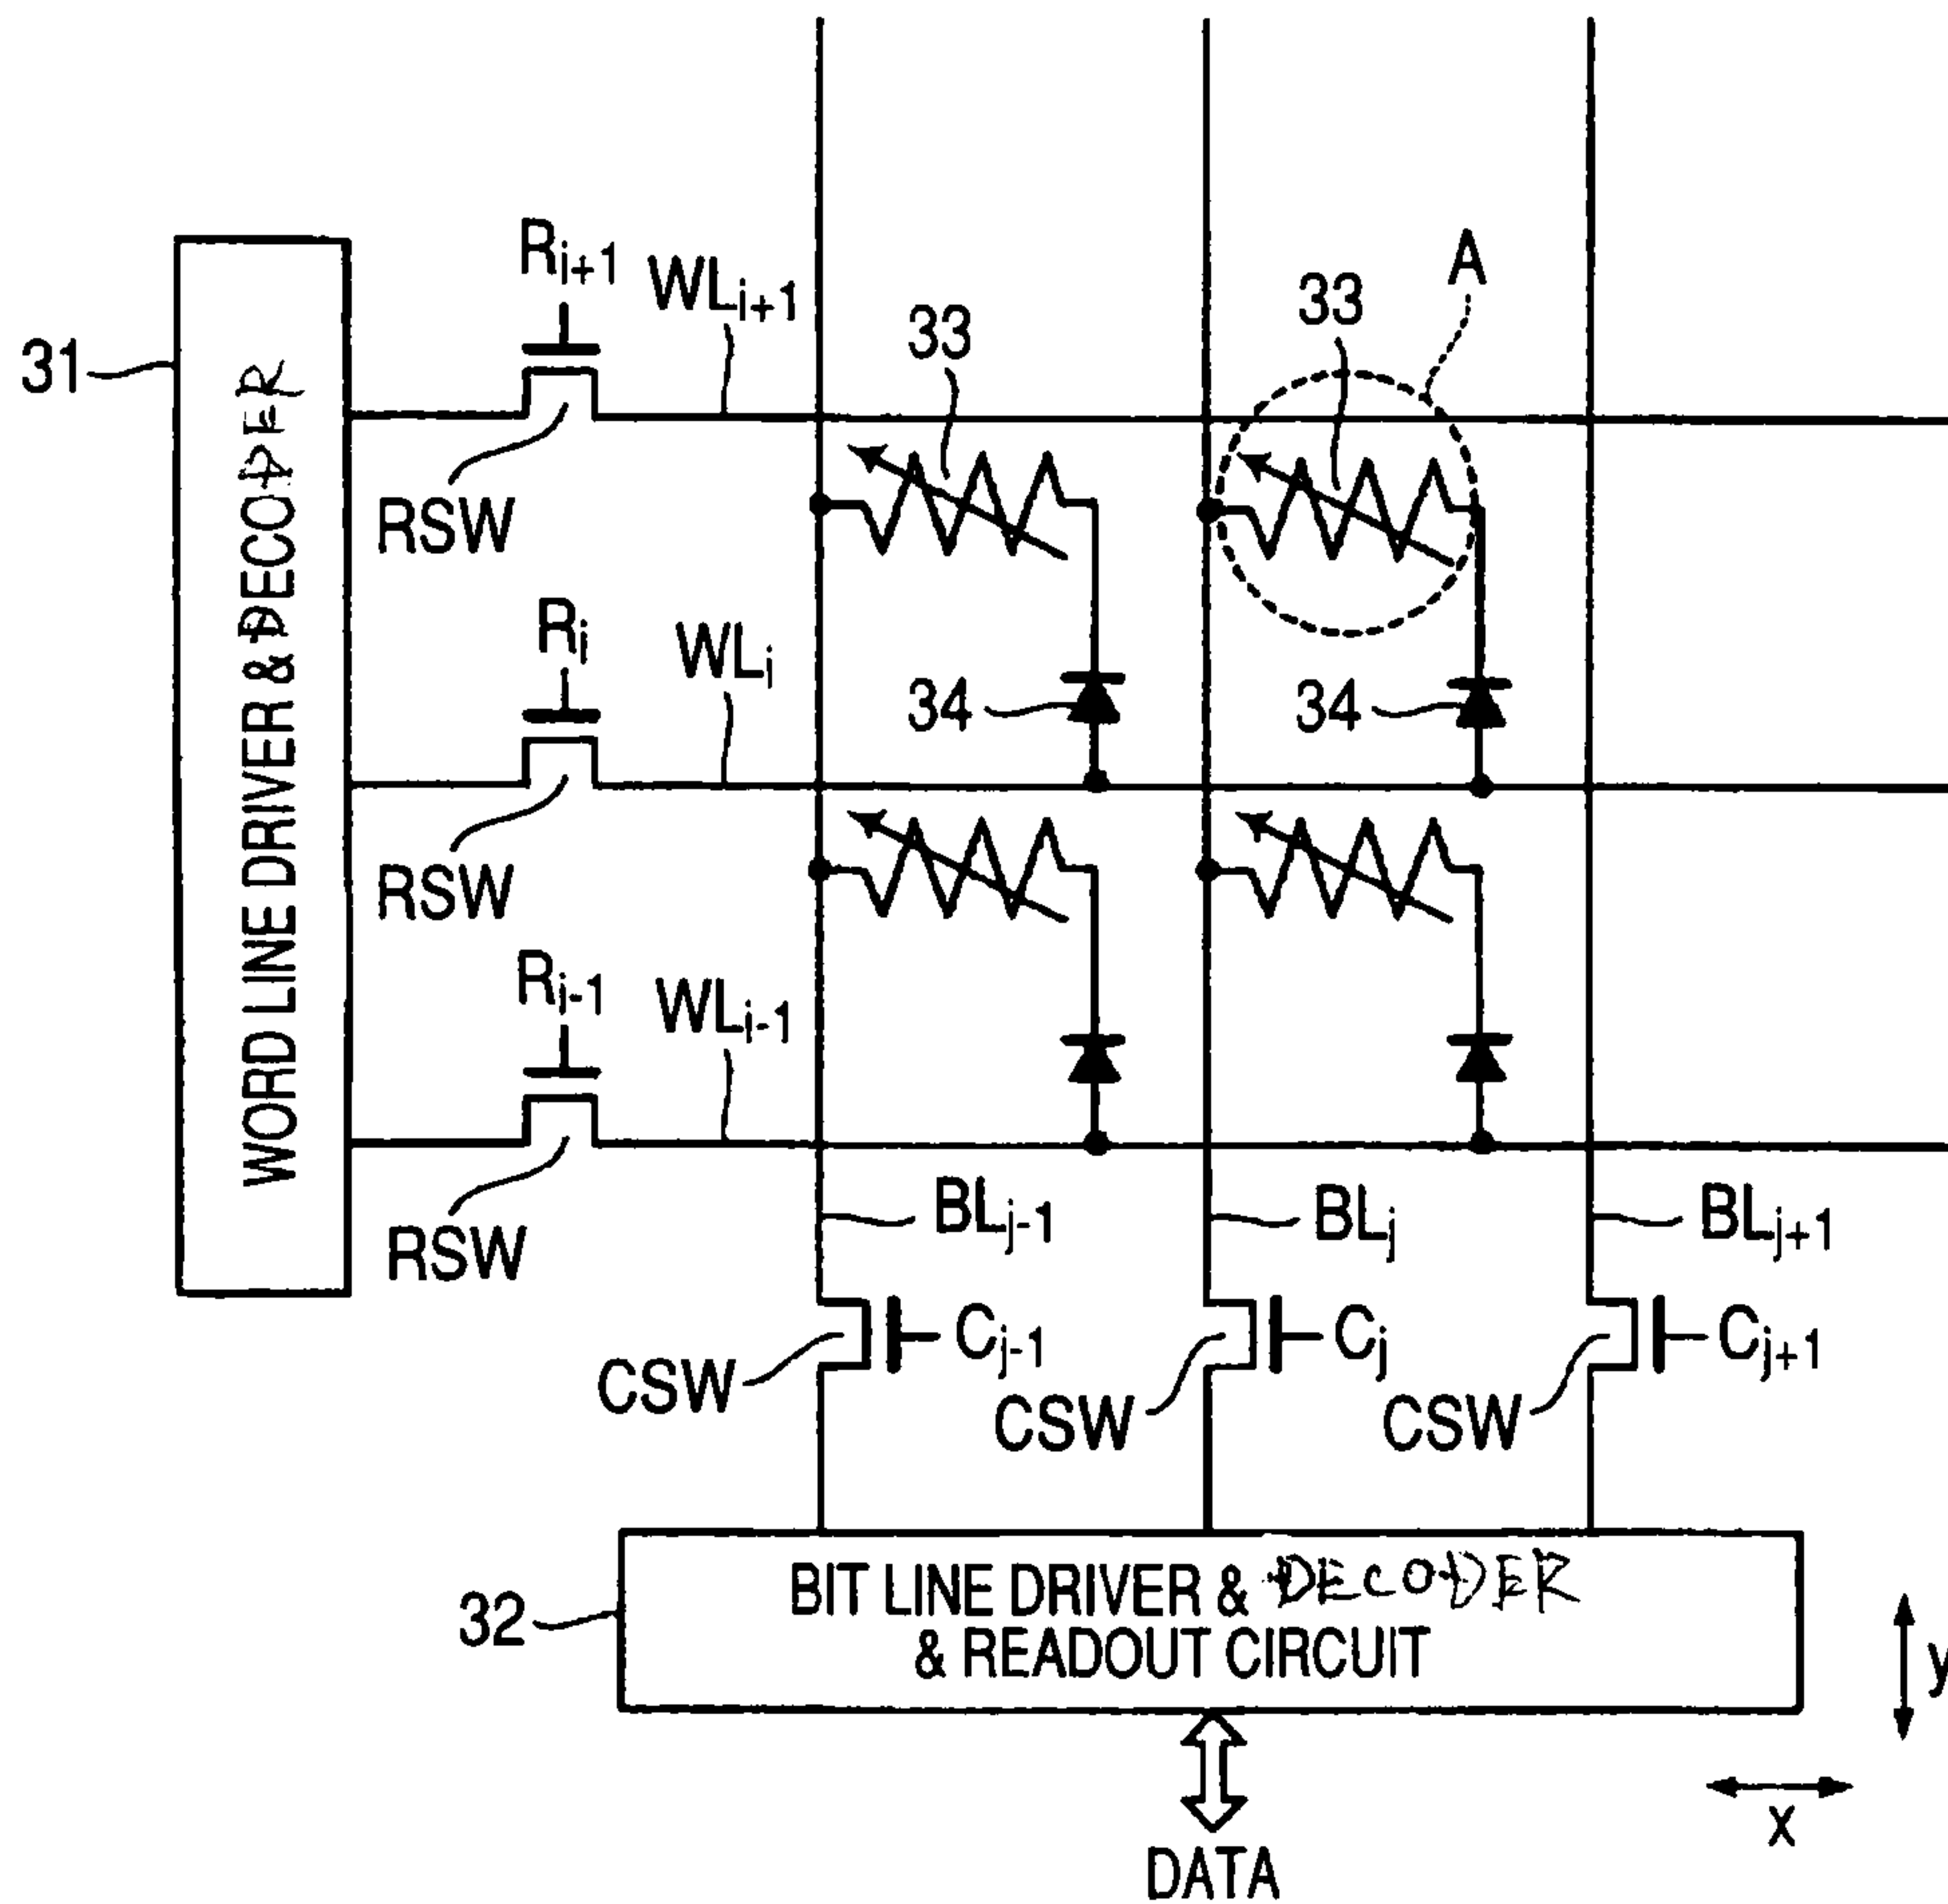 R_{i+1}
WL_{i+1}
A
33
33
31
RSW
WORD LINE DRIVER & DECODER
R_i
WL_i
34
34
RSW
R_{i-1}
WL_{i-1}
RSW
BL_{j-1}
BL_j
BL_{j+1}
C_{j-1}
C_j
C_{j+1}
CSW
CSW
CSW
BIT LINE DRIVER & DECODER
& READOUT CIRCUIT
32
y
x
DATA